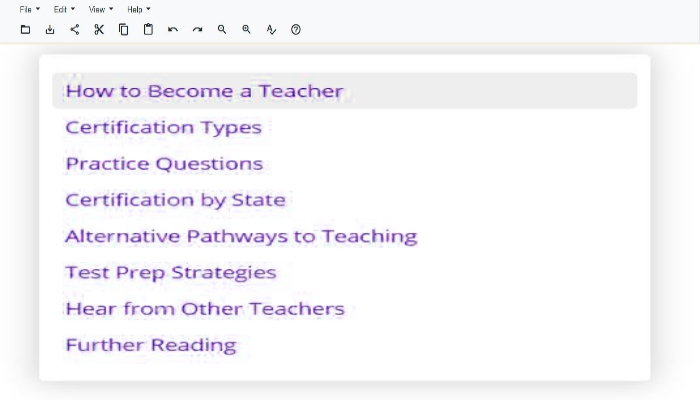 File Edit View Help
How to Become a Teacher
Certification Types
Practice Questions
Certification by State
Alternative Pathways to Teaching
Test Prep Strategies
Hear from Other Teachers
Further Reading